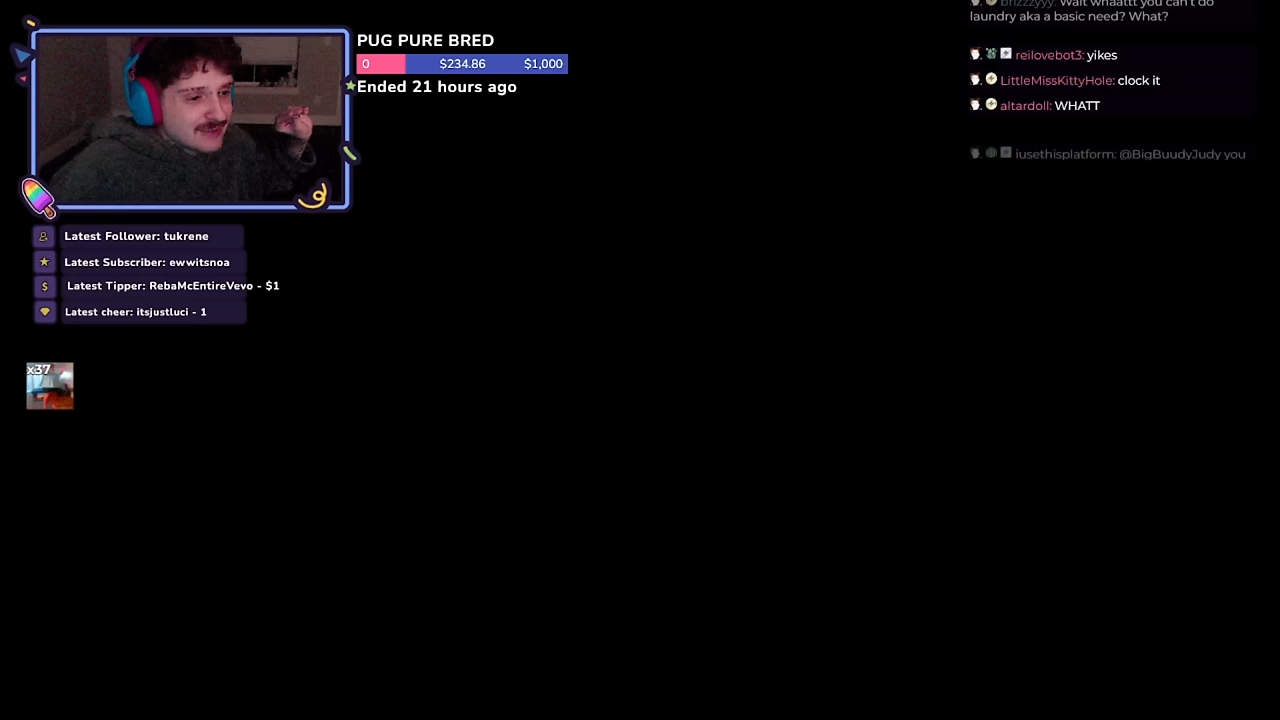 PUG PURE BRED
0 $234.86 $1,000
Ended 21 hours ago
Latest Follower: tukrene
Latest Subscriber: ewwitsnoa
Latest Tipper: RebaMcEntireVevo - $1
Latest cheer: itsjustluci - 1
x37
brizzzyyy: Wait whaattt you can't do
laundry aka a basic need? What?
reilovebot3: yikes
LittleMissKittyHole: clock it
altardoll: WHATT
iusethisplatform: @BigBuudyJudy you